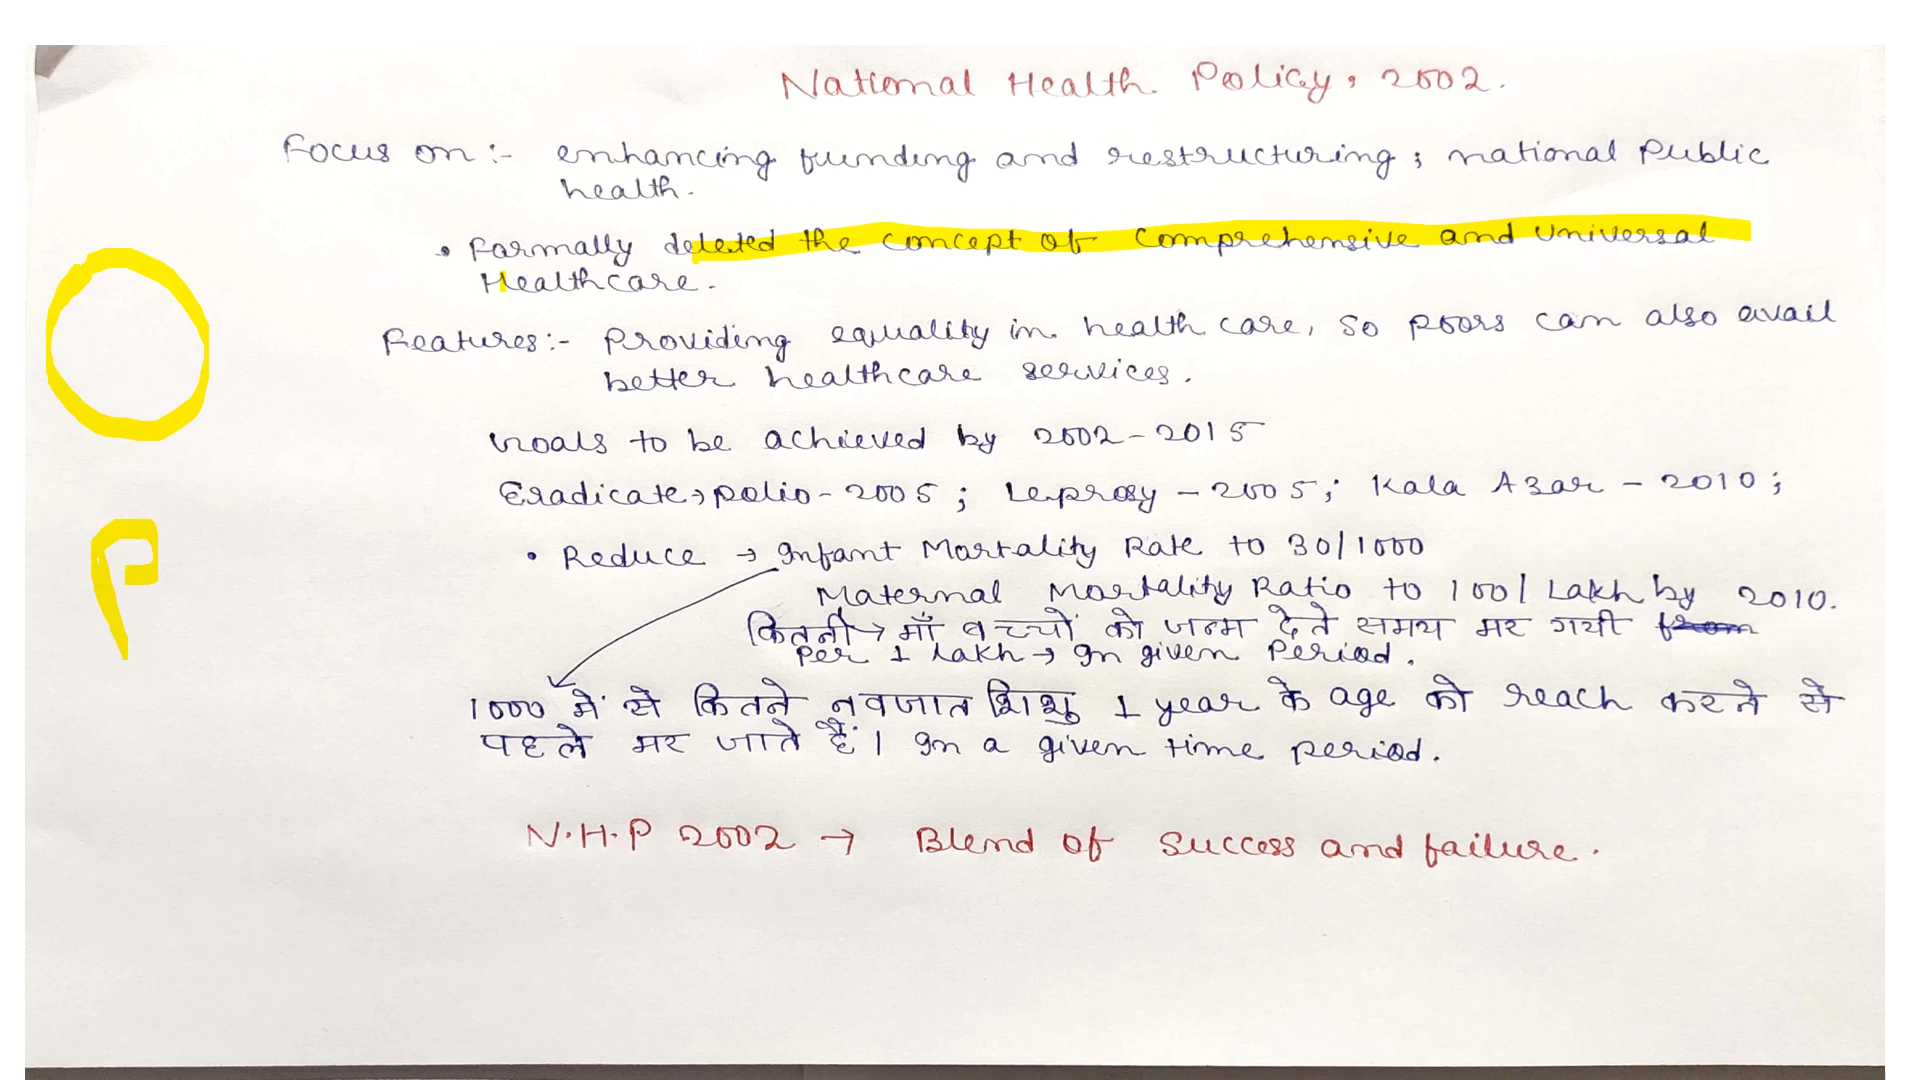 National Health Policy, 2002.
Focus on :- enhancing funding and restructuring ; national Public
health.
• Formally deleted the concept of comprehensive and universal
Healthcare.
Features:- Providing equality in health care, so poors can also avail
better healthcare services.
Goals to be achieved by 2002-2015
Eradicate→ polio - 2005 ; Leprosy - 2005 ; Kala Azar - 2010 ;
• Reduce → Infant Mortality Rate to 30/1000
Maternal Mortality Ratio to 100/ Lakh by 2010.
कितनी→ माँ बच्चों को जन्म देते समय मर गयी
Per 1 Lakh → In given Period.
1000 में से कितने नवजात शिशु 1 year के age को reach करने से
पहले मर जाते हैं। In a given time period.
N.H.P 2002 → Blend of success and failure.
P